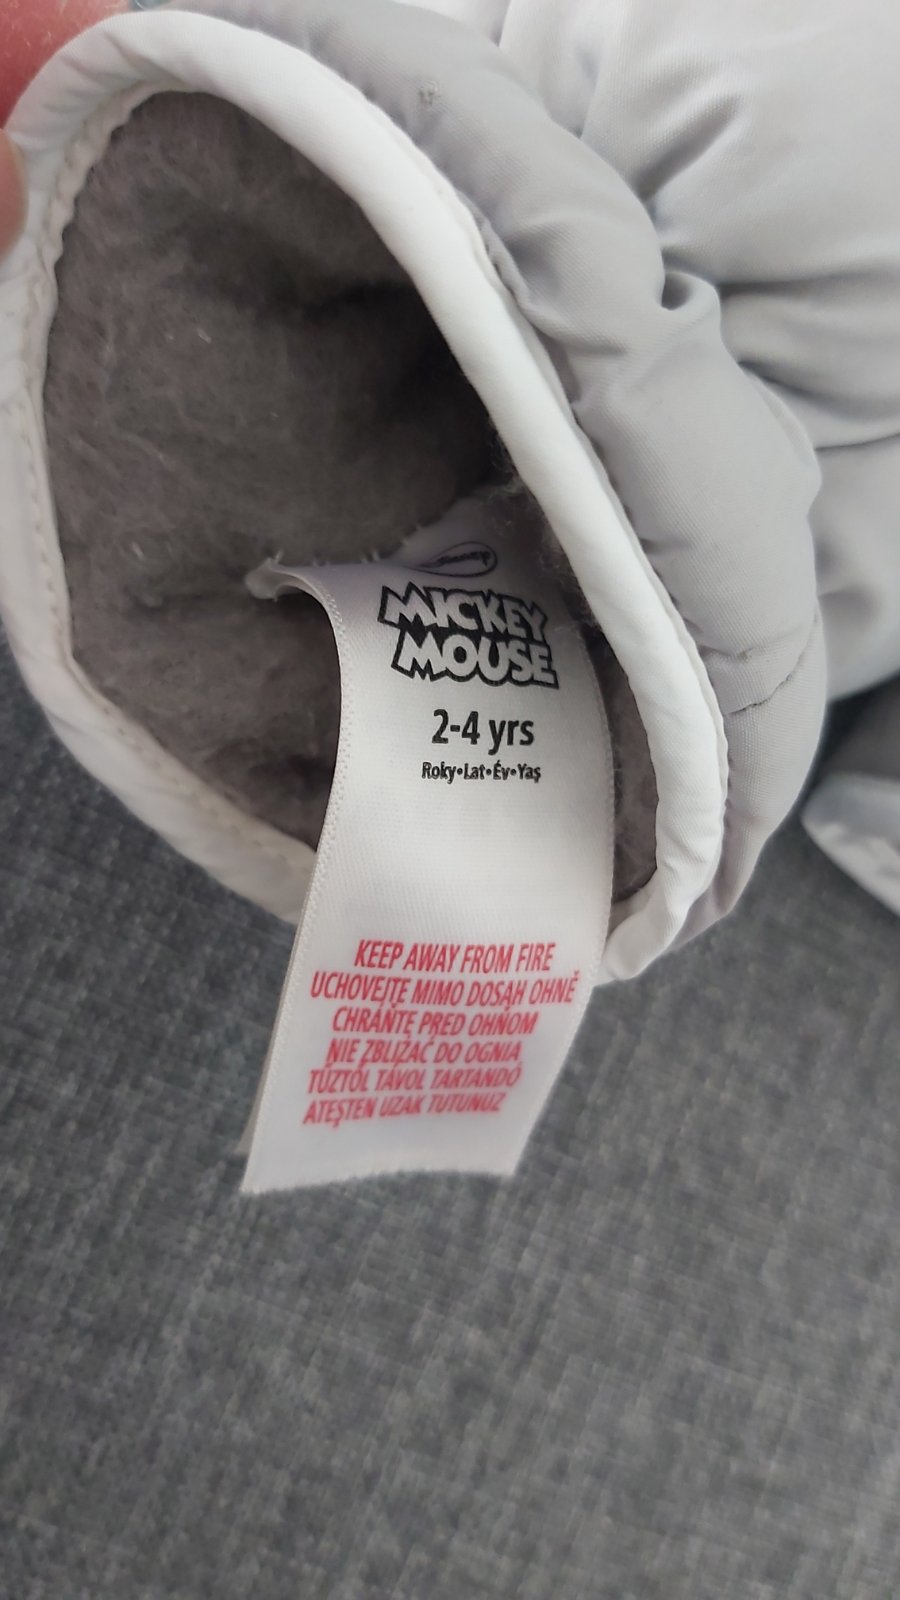 Disney
MICKEY
MOUSE
2-4 yrs
Roky•Lat•Év•Yaş
KEEP AWAY FROM FIRE
UCHOVEJTE MIMO DOSAH OHNĚ
CHRÁŇTE PRED OHŇOM
NIE ZBLIŻAĆ DO OGNIA
TŰZTŐL TÁVOL TARTANDÓ
ATEŞTEN UZAK TUTUNUZ